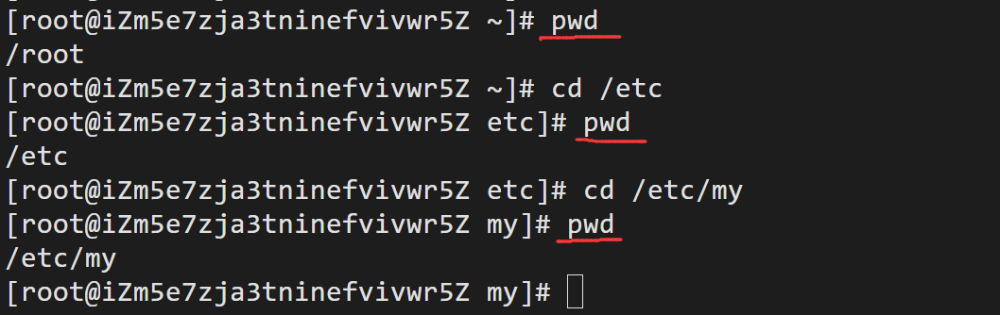 [root@iZm5e7zja3tninefvivwr5Z ~]# pwd
/root
[root@iZm5e7zja3tninefvivwr5Z ~]# cd /etc
[root@iZm5e7zja3tninefvivwr5Z etc]# pwd
/etc
[root@iZm5e7zja3tninefvivwr5Z etc]# cd /etc/my
[root@iZm5e7zja3tninefvivwr5Z my]# pwd
/etc/my
[root@iZm5e7zja3tninefvivwr5Z my]#